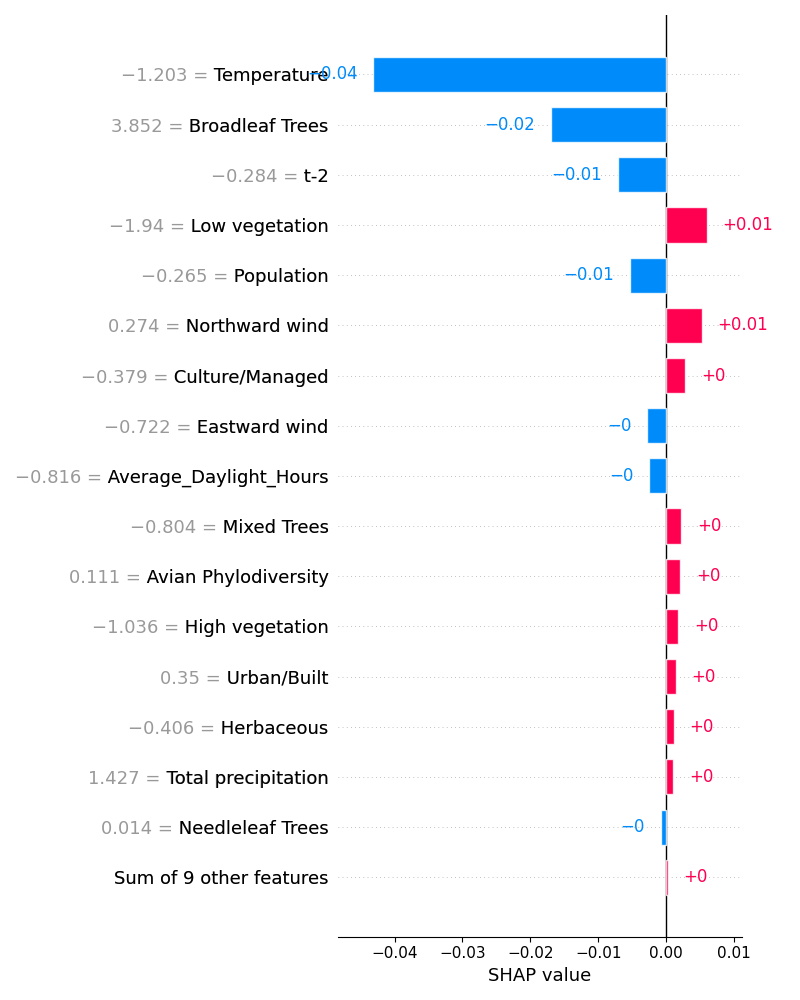 −1.203 = Temperature −0.04
3.852 = Broadleaf Trees −0.02
−0.284 = t-2 −0.01
−1.94 = Low vegetation +0.01
−0.265 = Population −0.01
0.274 = Northward wind +0.01
−0.379 = Culture/Managed +0
−0.722 = Eastward wind −0
−0.816 = Average_Daylight_Hours −0
−0.804 = Mixed Trees +0
0.111 = Avian Phylodiversity +0
−1.036 = High vegetation +0
0.35 = Urban/Built +0
−0.406 = Herbaceous +0
1.427 = Total precipitation +0
0.014 = Needleleaf Trees −0
Sum of 9 other features +0
−0.04 −0.03 −0.02 −0.01 0.00 0.01
SHAP value